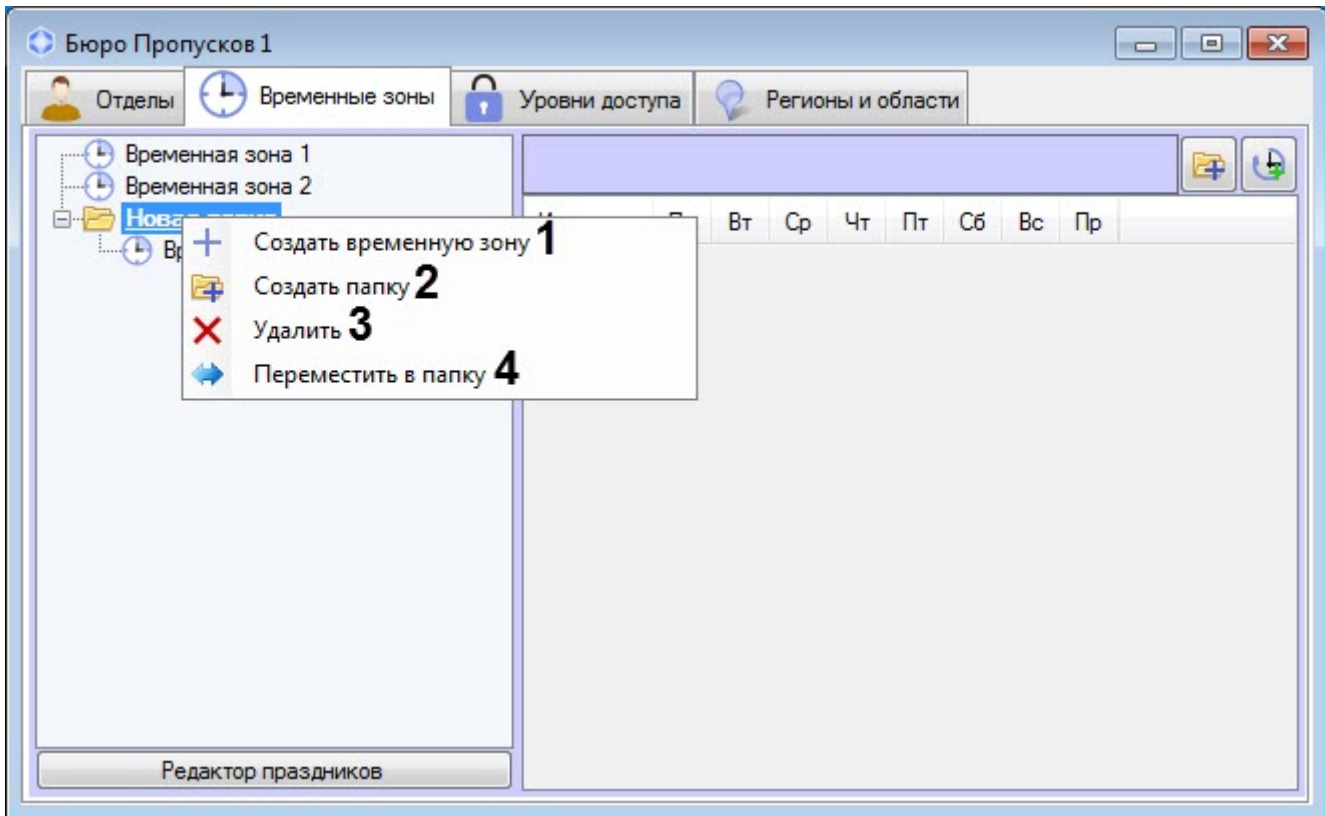 Бюро Пропусков 1
Отделы Временные зоны Уровни доступа Регионы и области
Временная зона 1
Временная зона 2
Вт Ср Чт Пт Сб Вс Пр
Создать временную зону 1
Создать папку 2
Удалить 3
Переместить в папку 4
Редактор праздников